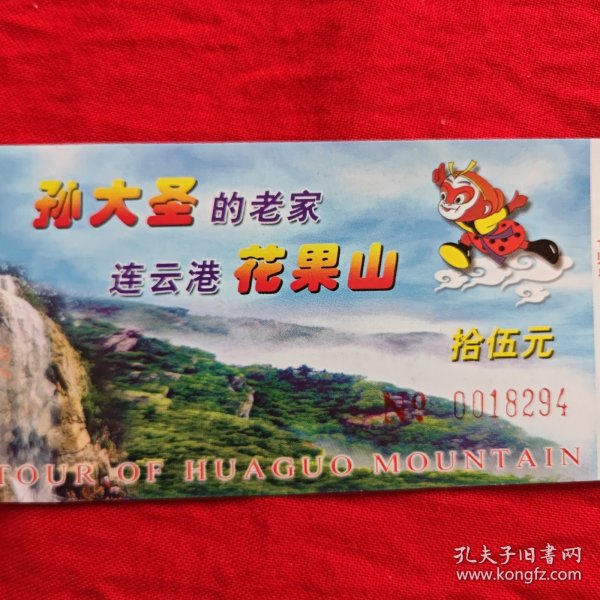 孙大圣的老家
连云港花果山
拾伍元
№ 0018294
TOUR OF HUAGUO MOUNTAIN
孔夫子旧书网
www.kongfz.com